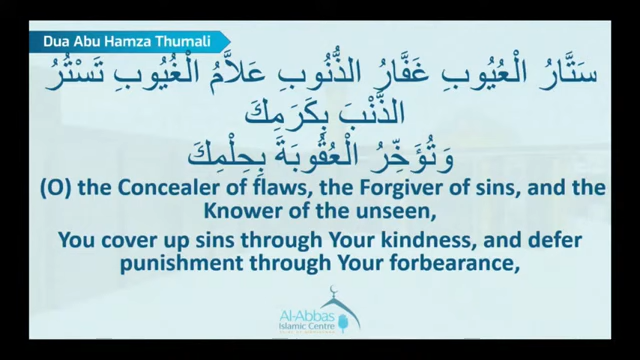 Dua Abu Hamza Thumali
سَتَّارُ الْعُيُوبِ غَفَّارُ الذُّنُوبِ عَلاَّمُ الْغُيُوبِ تَسْتُرُ
الذَّنْبَ بِكَرَمِكَ
وَتُؤَخِّرُ الْعُقُوبَةَ بِحِلْمِكَ
(O) the Concealer of flaws, the Forgiver of sins, and the
Knower of the unseen,
You cover up sins through Your kindness, and defer
punishment through Your forbearance,
Al-Abbas
Islamic Centre